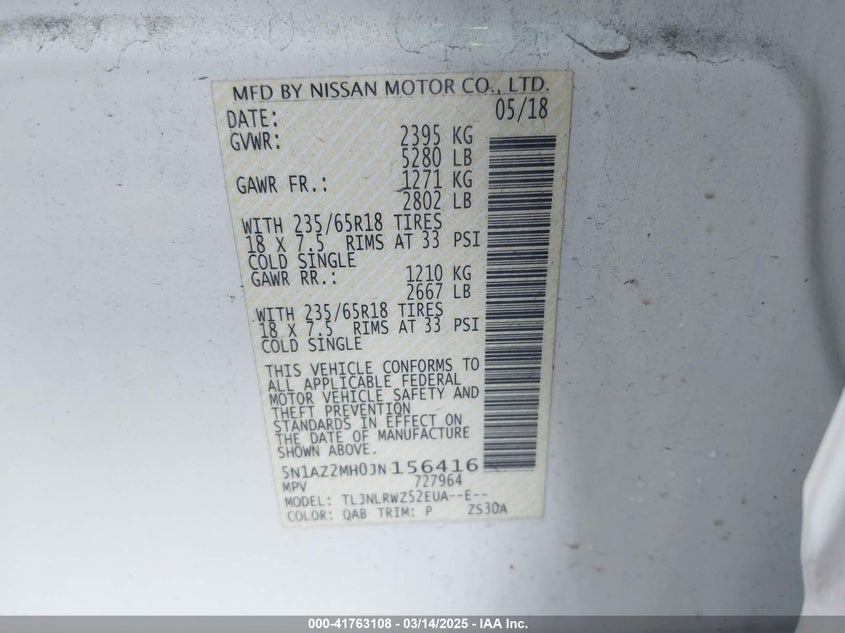 MFD BY NISSAN MOTOR CO., LTD.
DATE: 05/18
GVWR: 2395 KG
5280 LB
GAWR FR.: 1271 KG
2802 LB
WITH 235/65R18 TIRES
18 X 7.5 RIMS AT 33 PSI
COLD SINGLE
GAWR RR.: 1210 KG
2667 LB
WITH 235/65R18 TIRES
18 X 7.5 RIMS AT 33 PSI
COLD SINGLE
THIS VEHICLE CONFORMS TO
ALL APPLICABLE FEDERAL
MOTOR VEHICLE SAFETY AND
THEFT PREVENTION
STANDARDS IN EFFECT ON
THE DATE OF MANUFACTURE
SHOWN ABOVE.
5N1AZ2MH0JN156416
MPV 727964
MODEL: TLJNLRWZ52EUA--E--
COLOR: QAB TRIM: P ZS30A
000-41763108 - 03/14/2025 - IAA Inc.